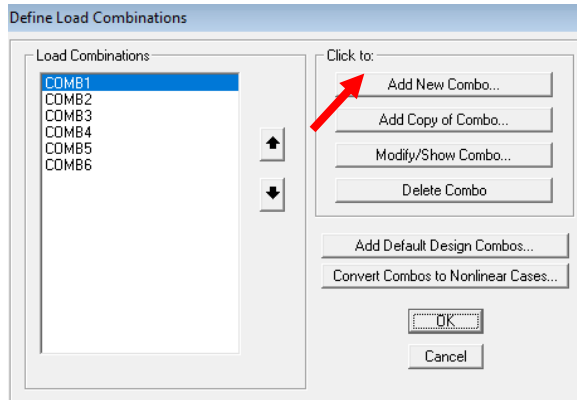 Define Load Combinations
Load Combinations
COMB1
COMB2
COMB3
COMB4
COMB5
COMB6
Click to:
Add New Combo...
Add Copy of Combo...
Modify/Show Combo...
Delete Combo
Add Default Design Combos...
Convert Combos to Nonlinear Cases...
OK
Cancel